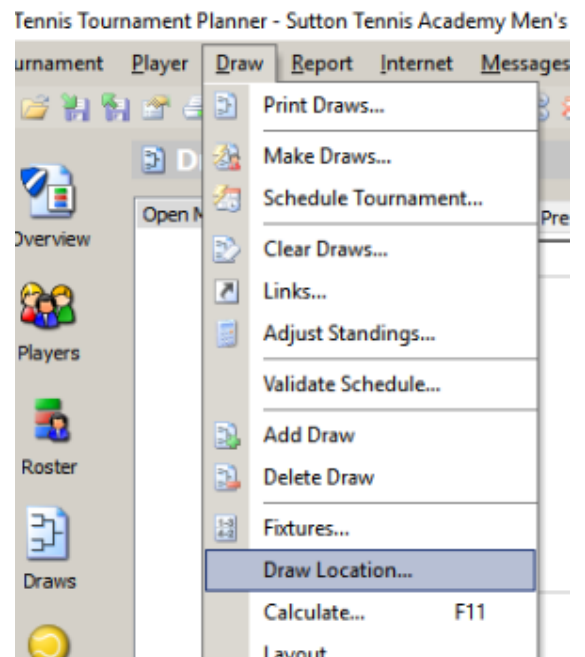 Tennis Tournament Planner - Sutton Tennis Academy Men's
urnament Player Draw Report Internet Messages
Print Draws...
Make Draws...
Schedule Tournament...
Clear Draws...
Links...
Adjust Standings...
Validate Schedule...
Add Draw
Delete Draw
Fixtures...
Draw Location...
Calculate... F11
Layout
D
Open M
Pre
Overview
Players
Roster
Draws